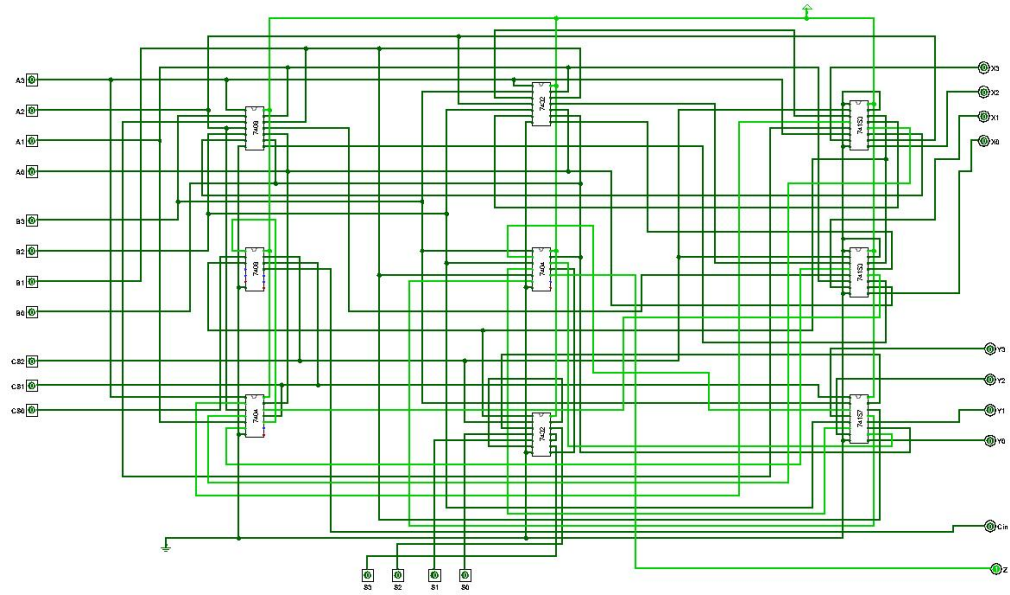 A3
A2
A1
A0
B3
B2
B1
B0
CS2
CS1
CS0
7408
7432
74153
7408
7404
74153
7404
7432
74157
X3
X2
X1
X0
Y3
Y2
Y1
Y0
Cin
Z
S3
S2
S1
S0